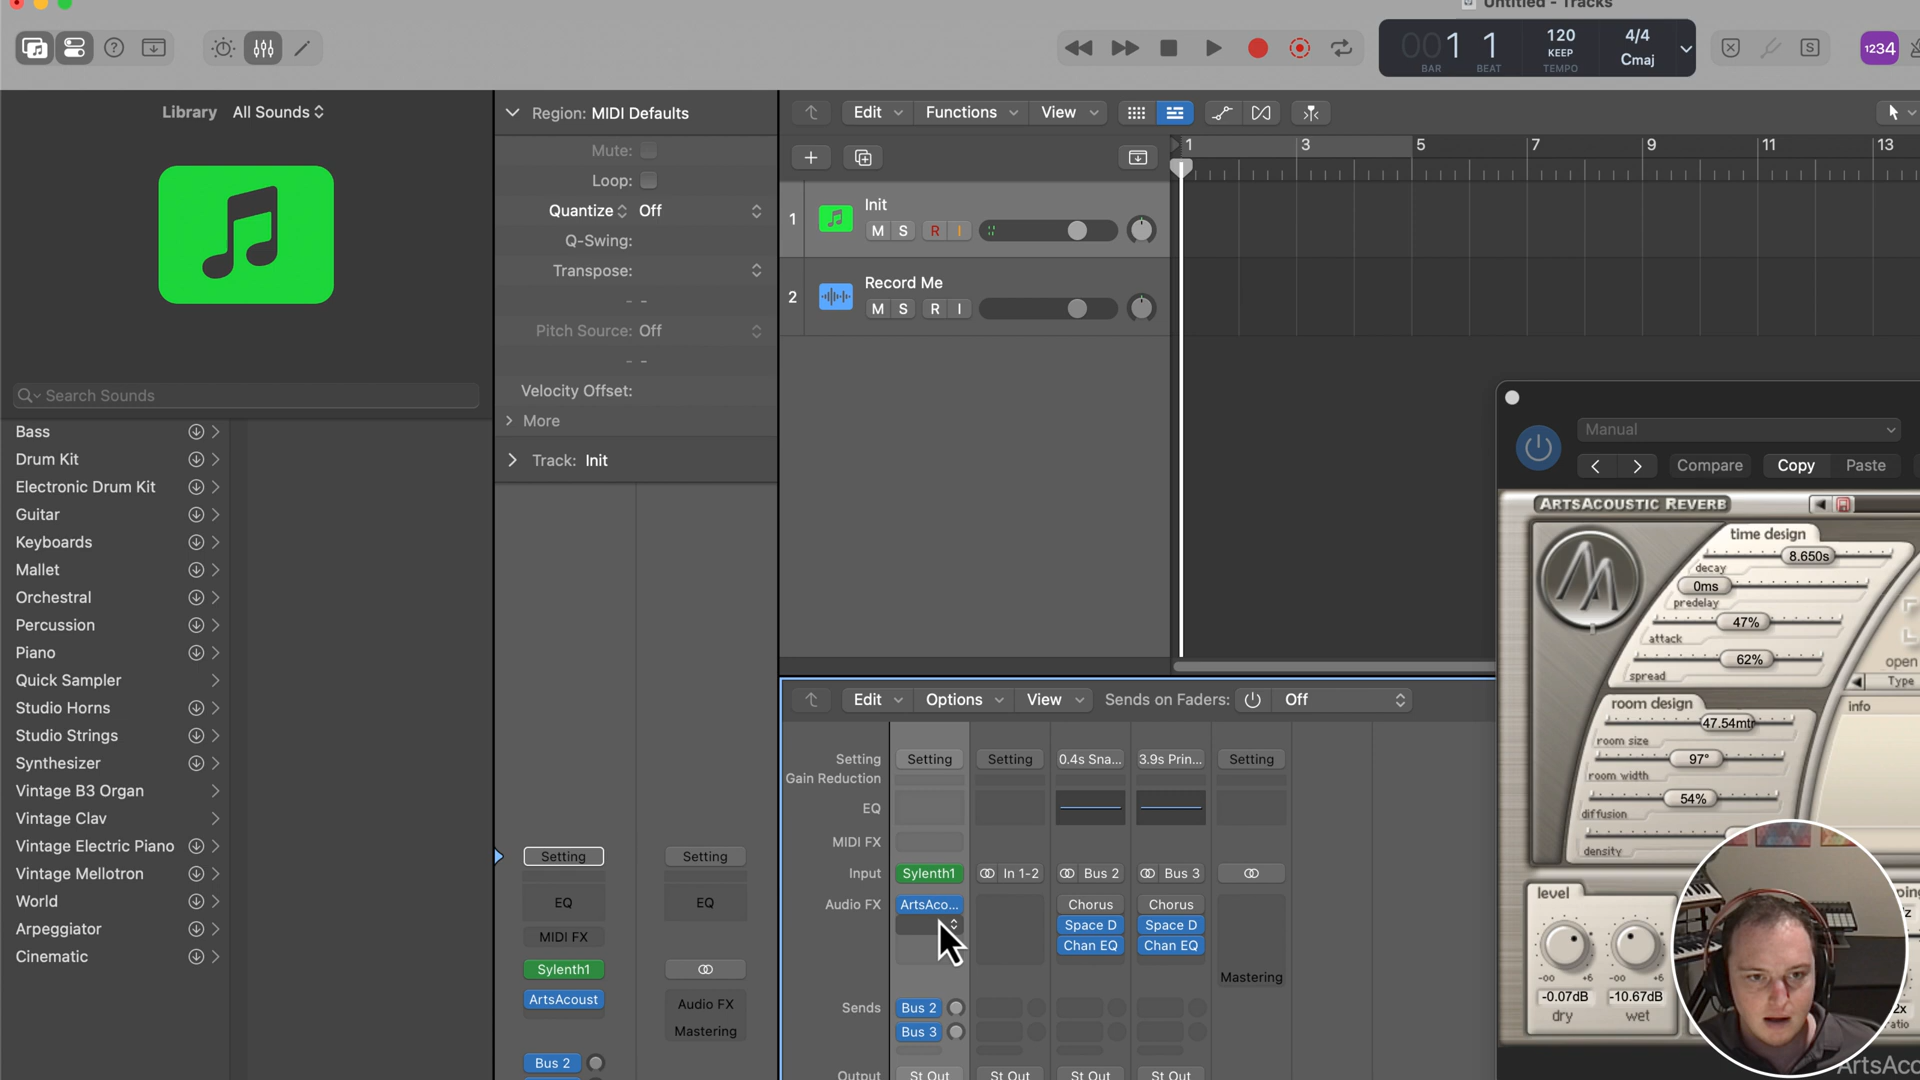 Untitled - Tracks
001 1
BAR BEAT
120
KEEP
TEMPO
4/4
Cmaj
1234
Library All Sounds
Search Sounds
Bass
Drum Kit
Electronic Drum Kit
Guitar
Keyboards
Mallet
Orchestral
Percussion
Piano
Quick Sampler
Studio Horns
Studio Strings
Synthesizer
Vintage B3 Organ
Vintage Clav
Vintage Electric Piano
Vintage Mellotron
World
Arpeggiator
Cinematic
Region: MIDI Defaults
Mute:
Loop:
Quantize Off
Q-Swing:
Transpose:
- -
Pitch Source: Off
- -
Velocity Offset:
More
Track: Init
Setting Setting
EQ EQ
MIDI FX
Sylenth1
ArtsAcoust Audio FX
Mastering
Bus 2
Edit Functions View
1 3 5 7 9 11 13
1 Init
M S R I
2 Record Me
M S R I
Edit Options View Sends on Faders: Off
Setting Setting Setting 0.4s Sna... 3.9s Prin... Setting
Gain Reduction
EQ
MIDI FX
Input Sylenth1 In 1-2 Bus 2 Bus 3
Audio FX ArtsAco... Chorus Chorus
Space D Space D
Chan EQ Chan EQ
Mastering
Sends Bus 2
Bus 3
Output St Out St Out St Out St Out
Manual
Compare Copy Paste
ArtsAcoustic Reverb
time design
8.650s
decay
0ms
predelay
47%
attack
62%
spread
open
Type
info
room design
47.54mtr
room size
97°
room width
54%
diffusion
density
level
-oo +6 -oo +6
-0.07dB -10.67dB
dry wet